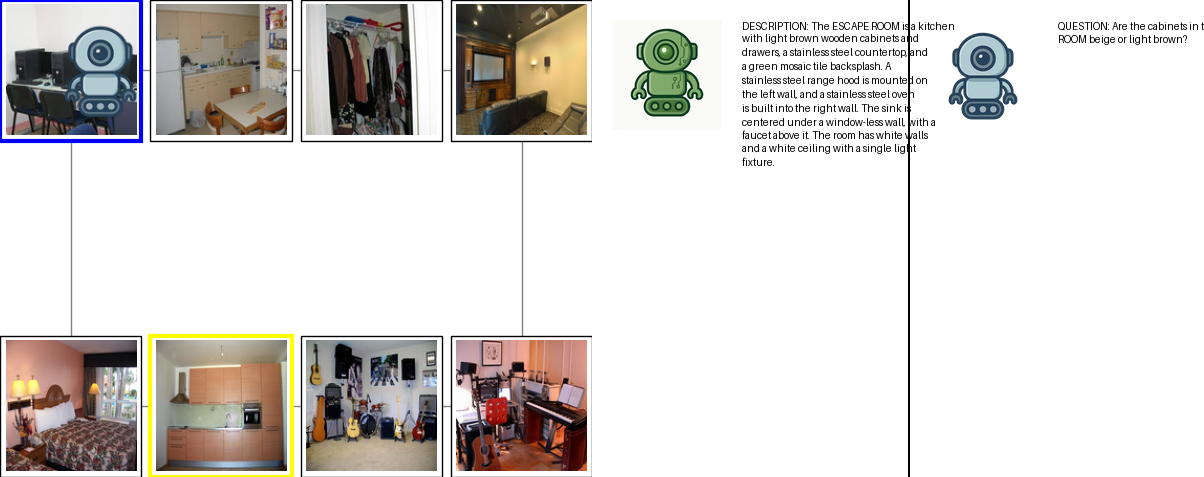 DESCRIPTION: The ESCAPE ROOM is a kitchen
with light brown wooden cabinets and
drawers, a stainless steel countertop, and
a green mosaic tile backsplash. A
stainless steel range hood is mounted on
the left wall, and a stainless steel oven
is built into the right wall. The sink is
centered under a window-less wall, with a
faucet above it. The room has white walls
and a white ceiling with a single light
fixture.
QUESTION: Are the cabinets in t
ROOM beige or light brown?